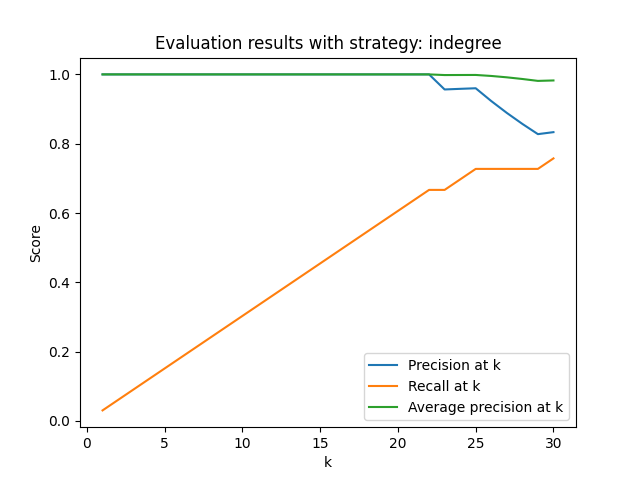 Evaluation results with strategy: indegree
1.0
0.8
0.6
0.4
0.2
0.0
Score
0
5
10
15
20
25
30
k
Precision at k
Recall at k
Average precision at k